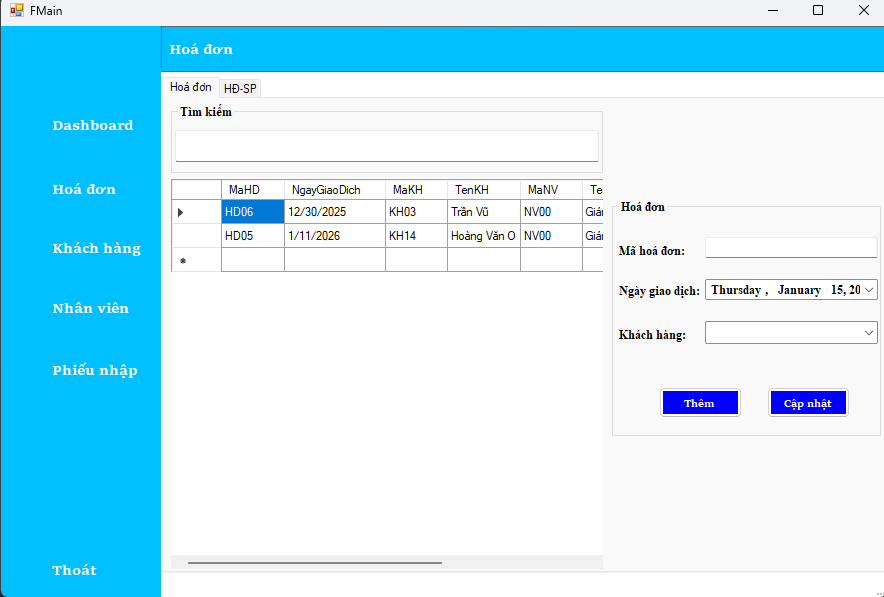 FMain
Hoá đơn
Hoá đơn HĐ-SP
Tìm kiếm
MaHD NgayGiaoDich MaKH TenKH MaNV Te
HD06 12/30/2025 KH03 Trần Vũ NV00 Giá
HD05 1/11/2026 KH14 Hoàng Văn O NV00 Giá
Dashboard
Hoá đơn
Khách hàng
Nhân viên
Phiếu nhập
Thoát
Hoá đơn
Mã hoá đơn:
Ngày giao dịch: Thursday , January 15, 20
Khách hàng:
Thêm Cập nhật